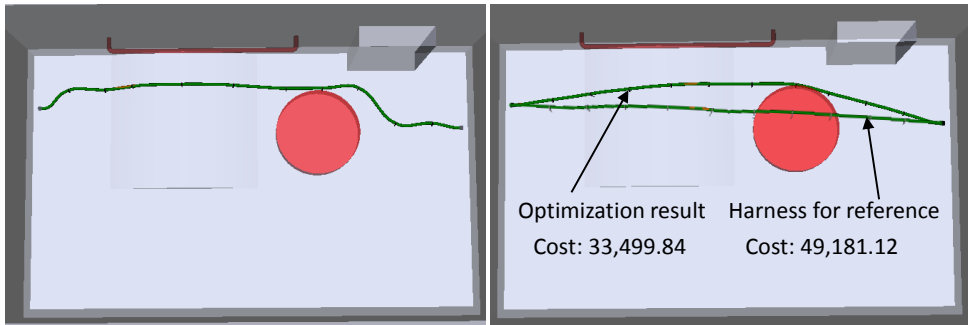 Optimization result
Cost: 33,499.84
Harness for reference
Cost: 49,181.12